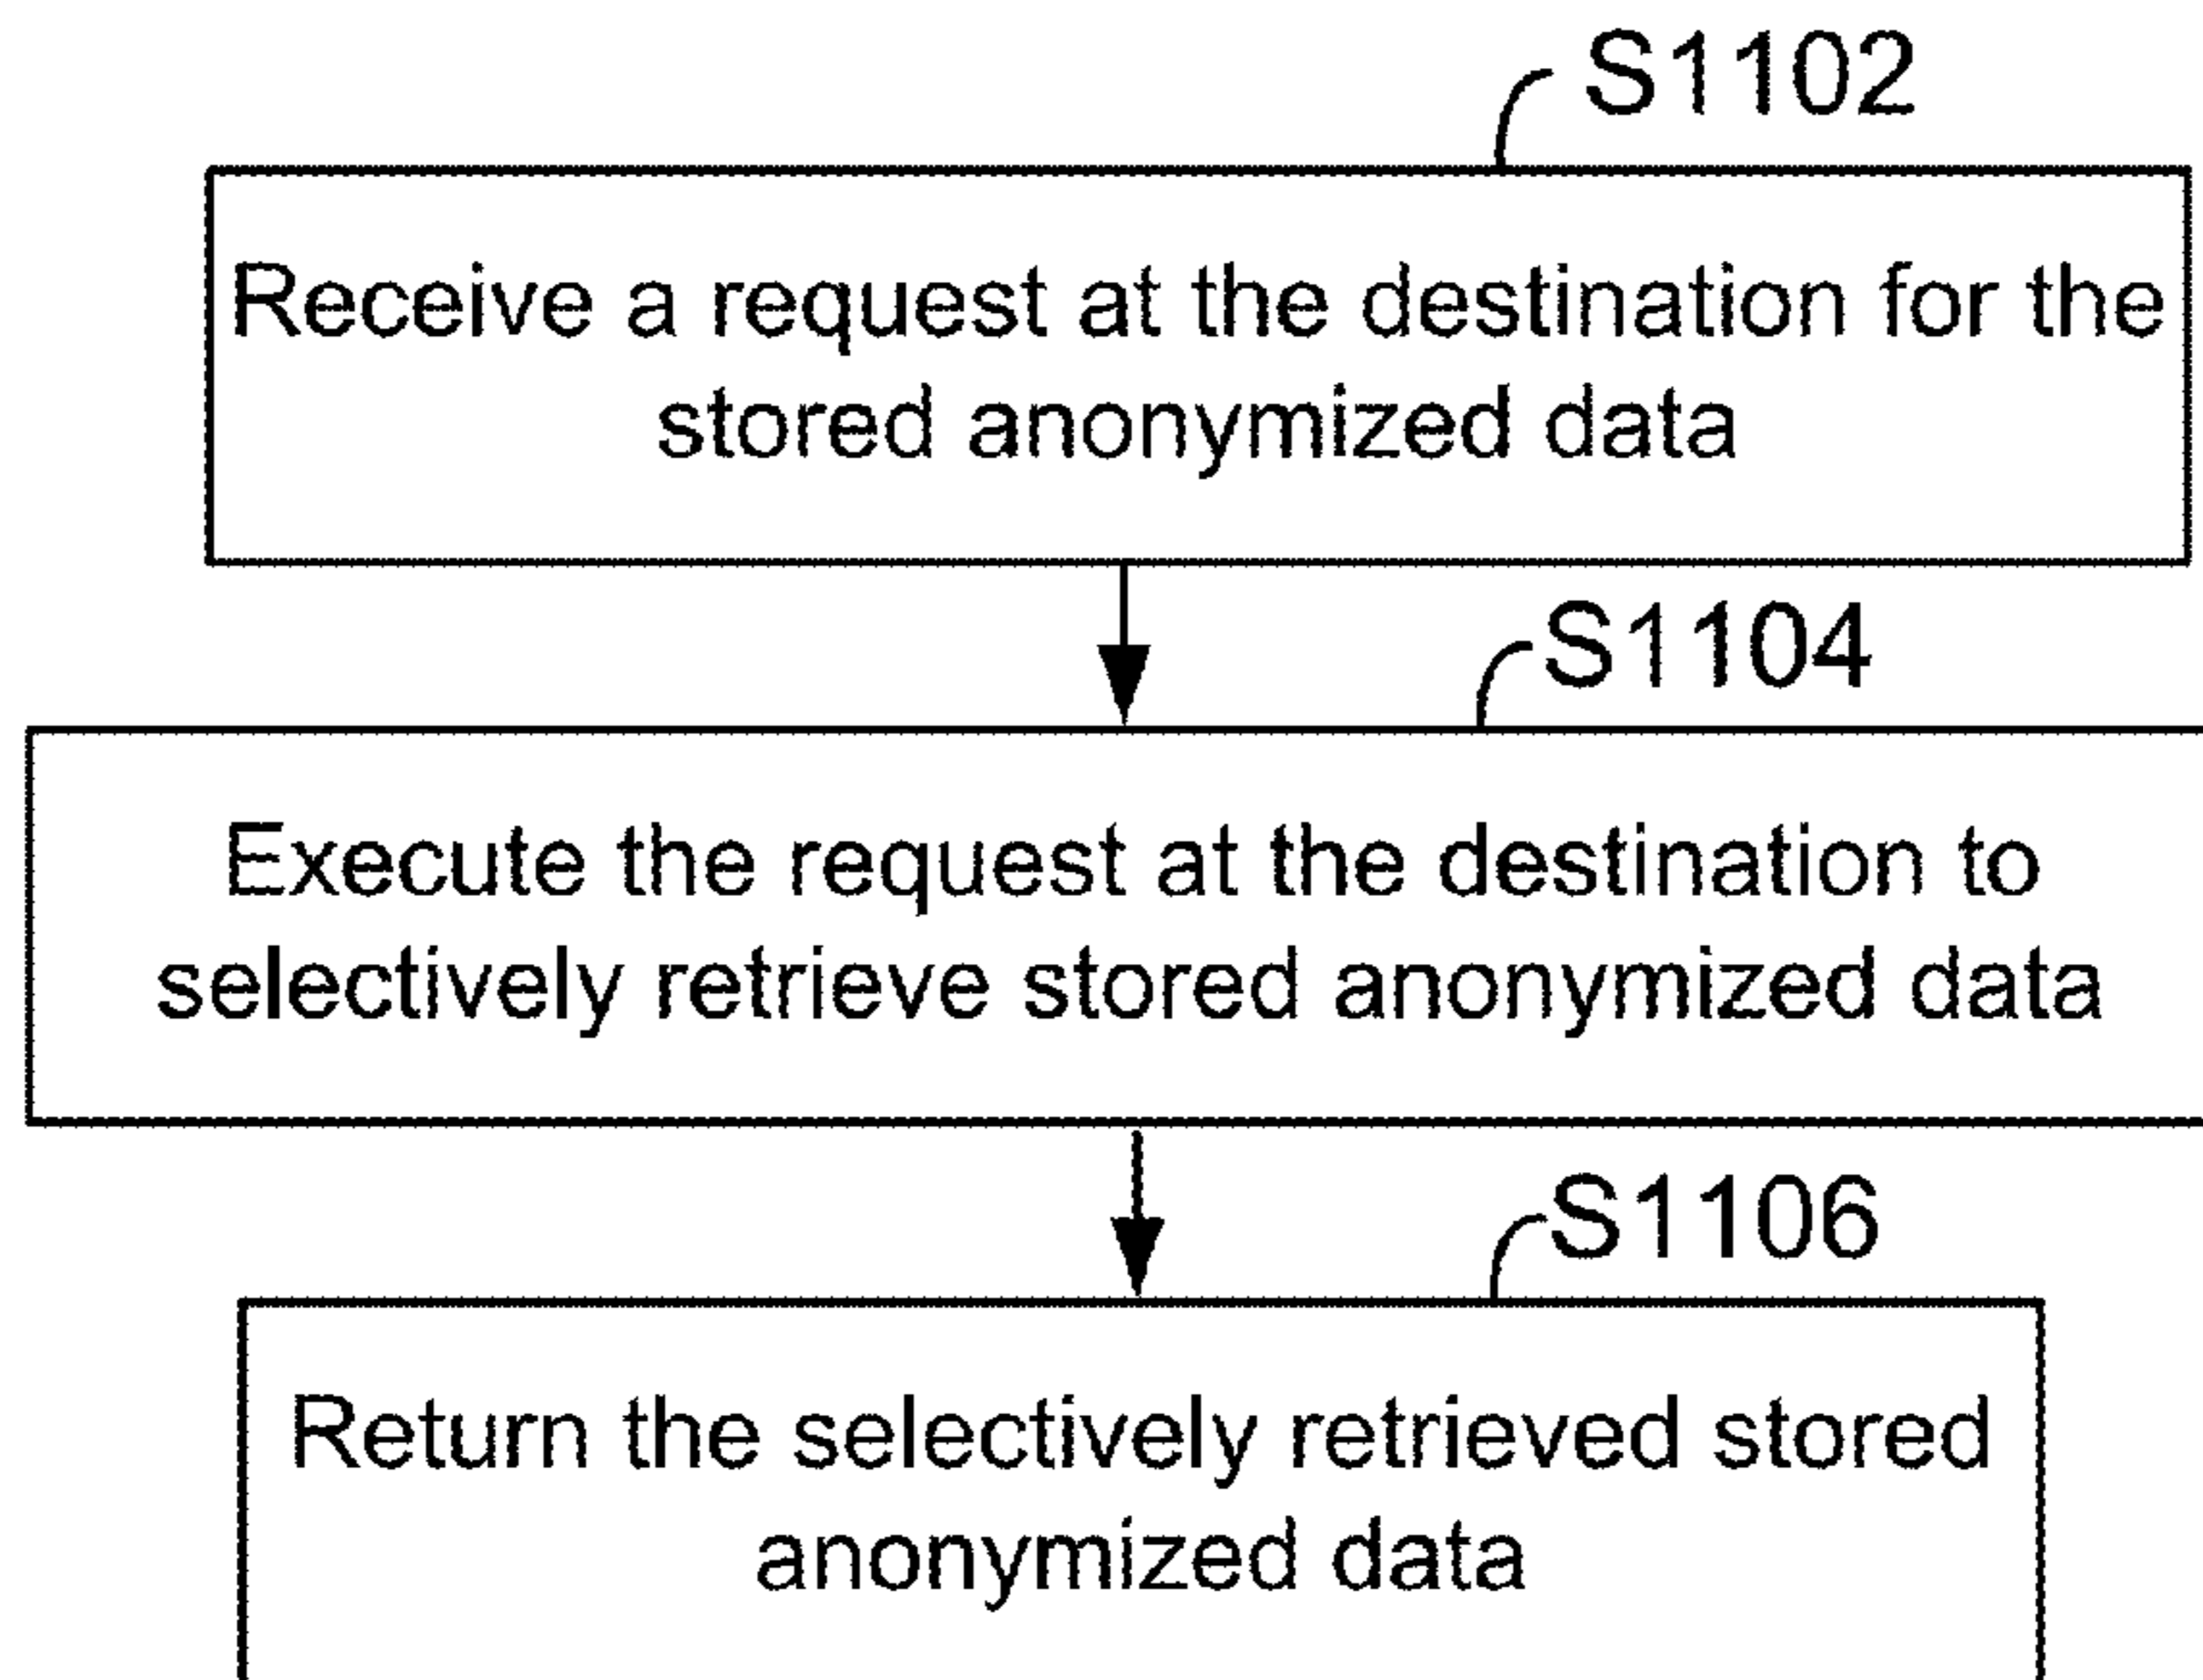 S1102
Receive a request at the destination for the
stored anonymized data
S1104
Execute the request at the destination to
selectively retrieve stored anonymized data
S1106
Return the selectively retrieved stored
anonymized data